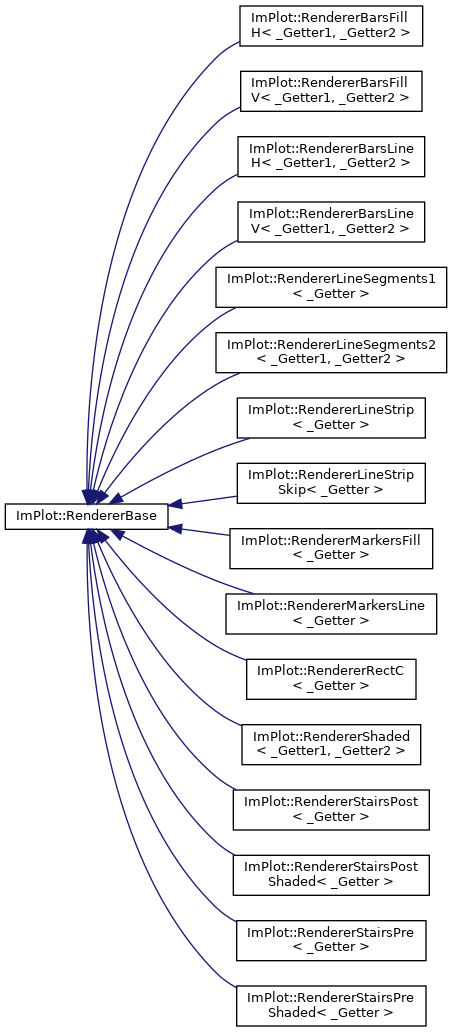 ImPlot::RendererBarsFill
H< _Getter1, _Getter2 >
ImPlot::RendererBarsFill
V< _Getter1, _Getter2 >
ImPlot::RendererBarsLine
H< _Getter1, _Getter2 >
ImPlot::RendererBarsLine
V< _Getter1, _Getter2 >
ImPlot::RendererLineSegments1
< _Getter >
ImPlot::RendererLineSegments2
< _Getter1, _Getter2 >
ImPlot::RendererLineStrip
< _Getter >
ImPlot::RendererLineStrip
Skip< _Getter >
ImPlot::RendererBase
ImPlot::RendererMarkersFill
< _Getter >
ImPlot::RendererMarkersLine
< _Getter >
ImPlot::RendererRectC
< _Getter >
ImPlot::RendererShaded
< _Getter1, _Getter2 >
ImPlot::RendererStairsPost
< _Getter >
ImPlot::RendererStairsPost
Shaded< _Getter >
ImPlot::RendererStairsPre
< _Getter >
ImPlot::RendererStairsPre
Shaded< _Getter >